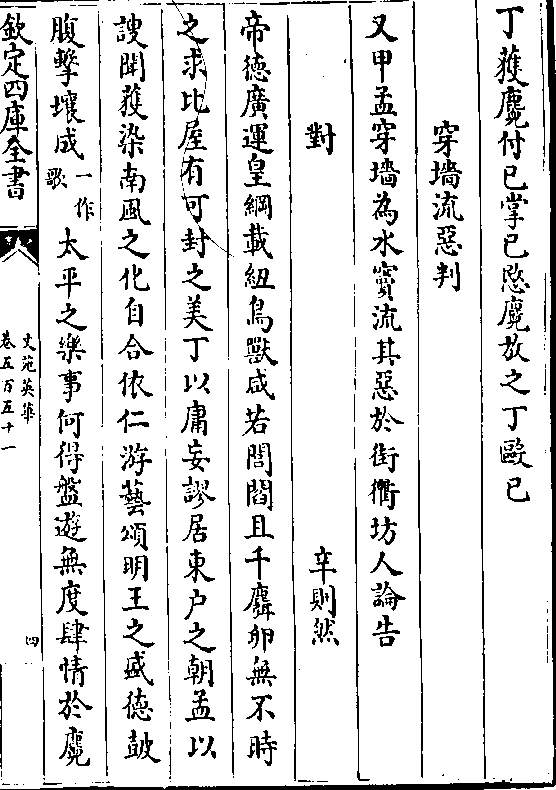 丁獲麑付己掌己愍麑放之丁毆己
穿墻流惡判
又甲孟穿墻為水竇流其惡於街衢坊人論告
對 辛則然
帝德廣運皇綱載紐鳥獸咸若閭閻且千麛卵無不時
之求比屋有可封之美丁以庸妄謬居東户之朝孟以
謏聞獲染南風之化自合依仁游藝頌明王之盛德鼓
腹擊壤成一作歌太平之樂事何得盤遊無度肆情於麑
欽定四庫全書
文苑英華
卷五百五十一
四